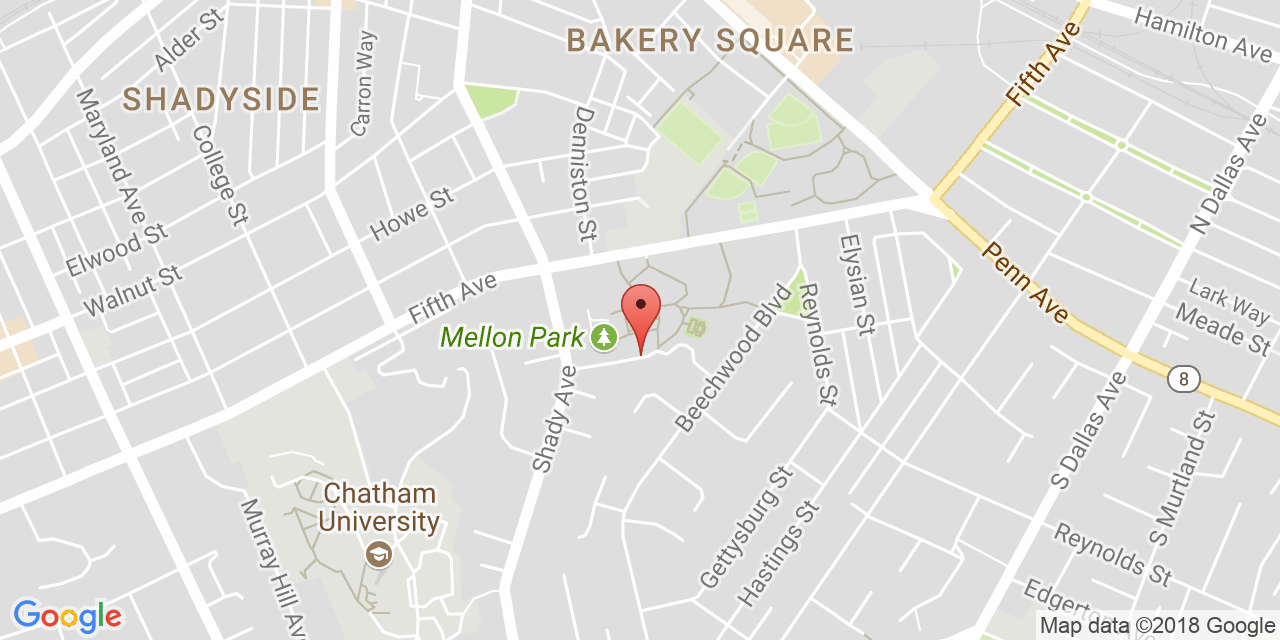 Hamilton Ave
Alder St
Carron Way
BAKERY SQUARE
Fifth Ave
SHADYSIDE
Maryland Ave
College St
Denniston St
N Dallas Ave
Howe St
Elwood St
Walnut St
Elysian St
Penn Ave
Lark Way
Meade St
Fifth Ave
Mellon Park
Beechwood Blvd
Reynolds St
8
Shady Ave
S Dallas Ave
S Murtland St
Chatham
University
Gettysburg St
Hastings St
Murray Hill Av
Reynolds St
Edgerto
Google
Map data ©2018 Google